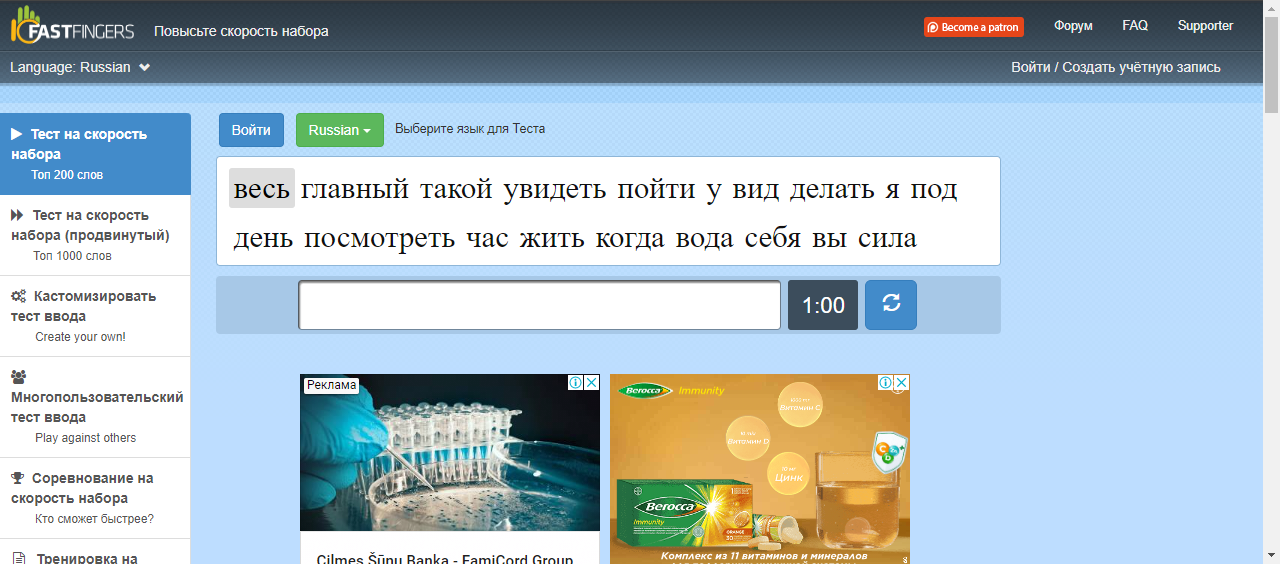 10FASTFINGERS
Повысьте скорость набора
Become a patron
Форум
FAQ
Supporter
Language: Russian
Войти / Создать учётную запись
Тест на скорость
набора
Топ 200 слов
Тест на скорость
набора (продвинутый)
Топ 1000 слов
Кастомизировать
тест ввода
Create your own!
Многопользовательский
тест ввода
Play against others
Соревнование на
скорость набора
Кто сможет быстрее?
Тренировка на
Войти
Russian
Выберите язык для Теста
весь главный такой увидеть пойти у вид делать я под
день посмотреть час жить когда вода себя вы сила
1:00
Реклама
Cilmes Šūnu Banka - FamiCord Group
Berocca
Immunity
Витамин C
Витамин D
Цинк
Berocca
Immunity
ORANGE
Комплекс из 11 витаминов и минералов